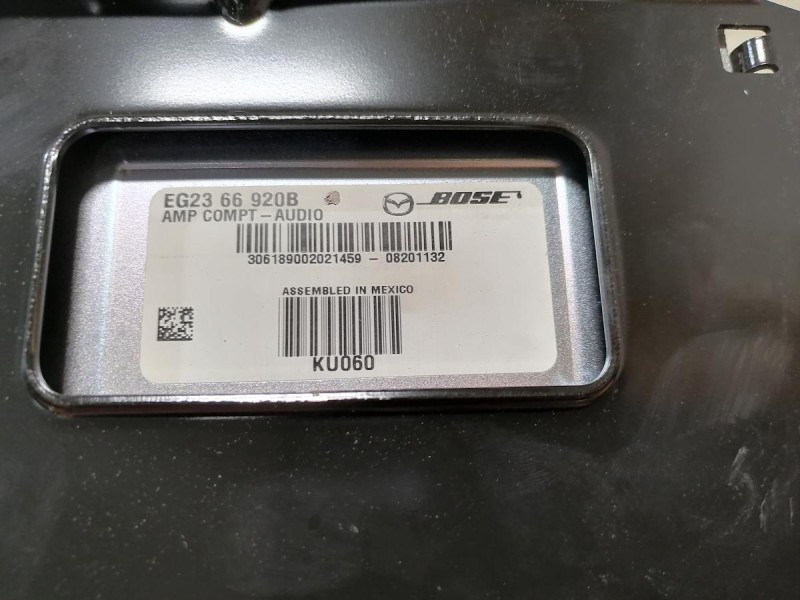 EG23 66 920B
BOSE
AMP COMPT-AUDIO
306189002021459 - 08201132
ASSEMBLED IN MEXICO
KU060